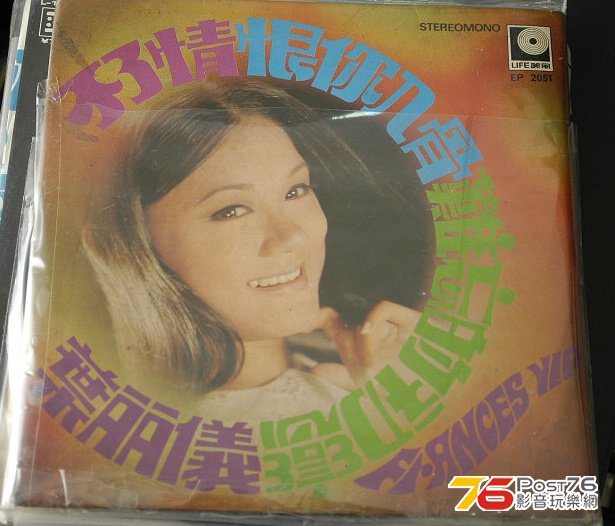 STEREOMONO
LIFE 麗風
EP 2051
不了情
恨你入骨
難忘的初戀
葉丽儀
FRANCES YIP
76 POST76
影音玩樂網